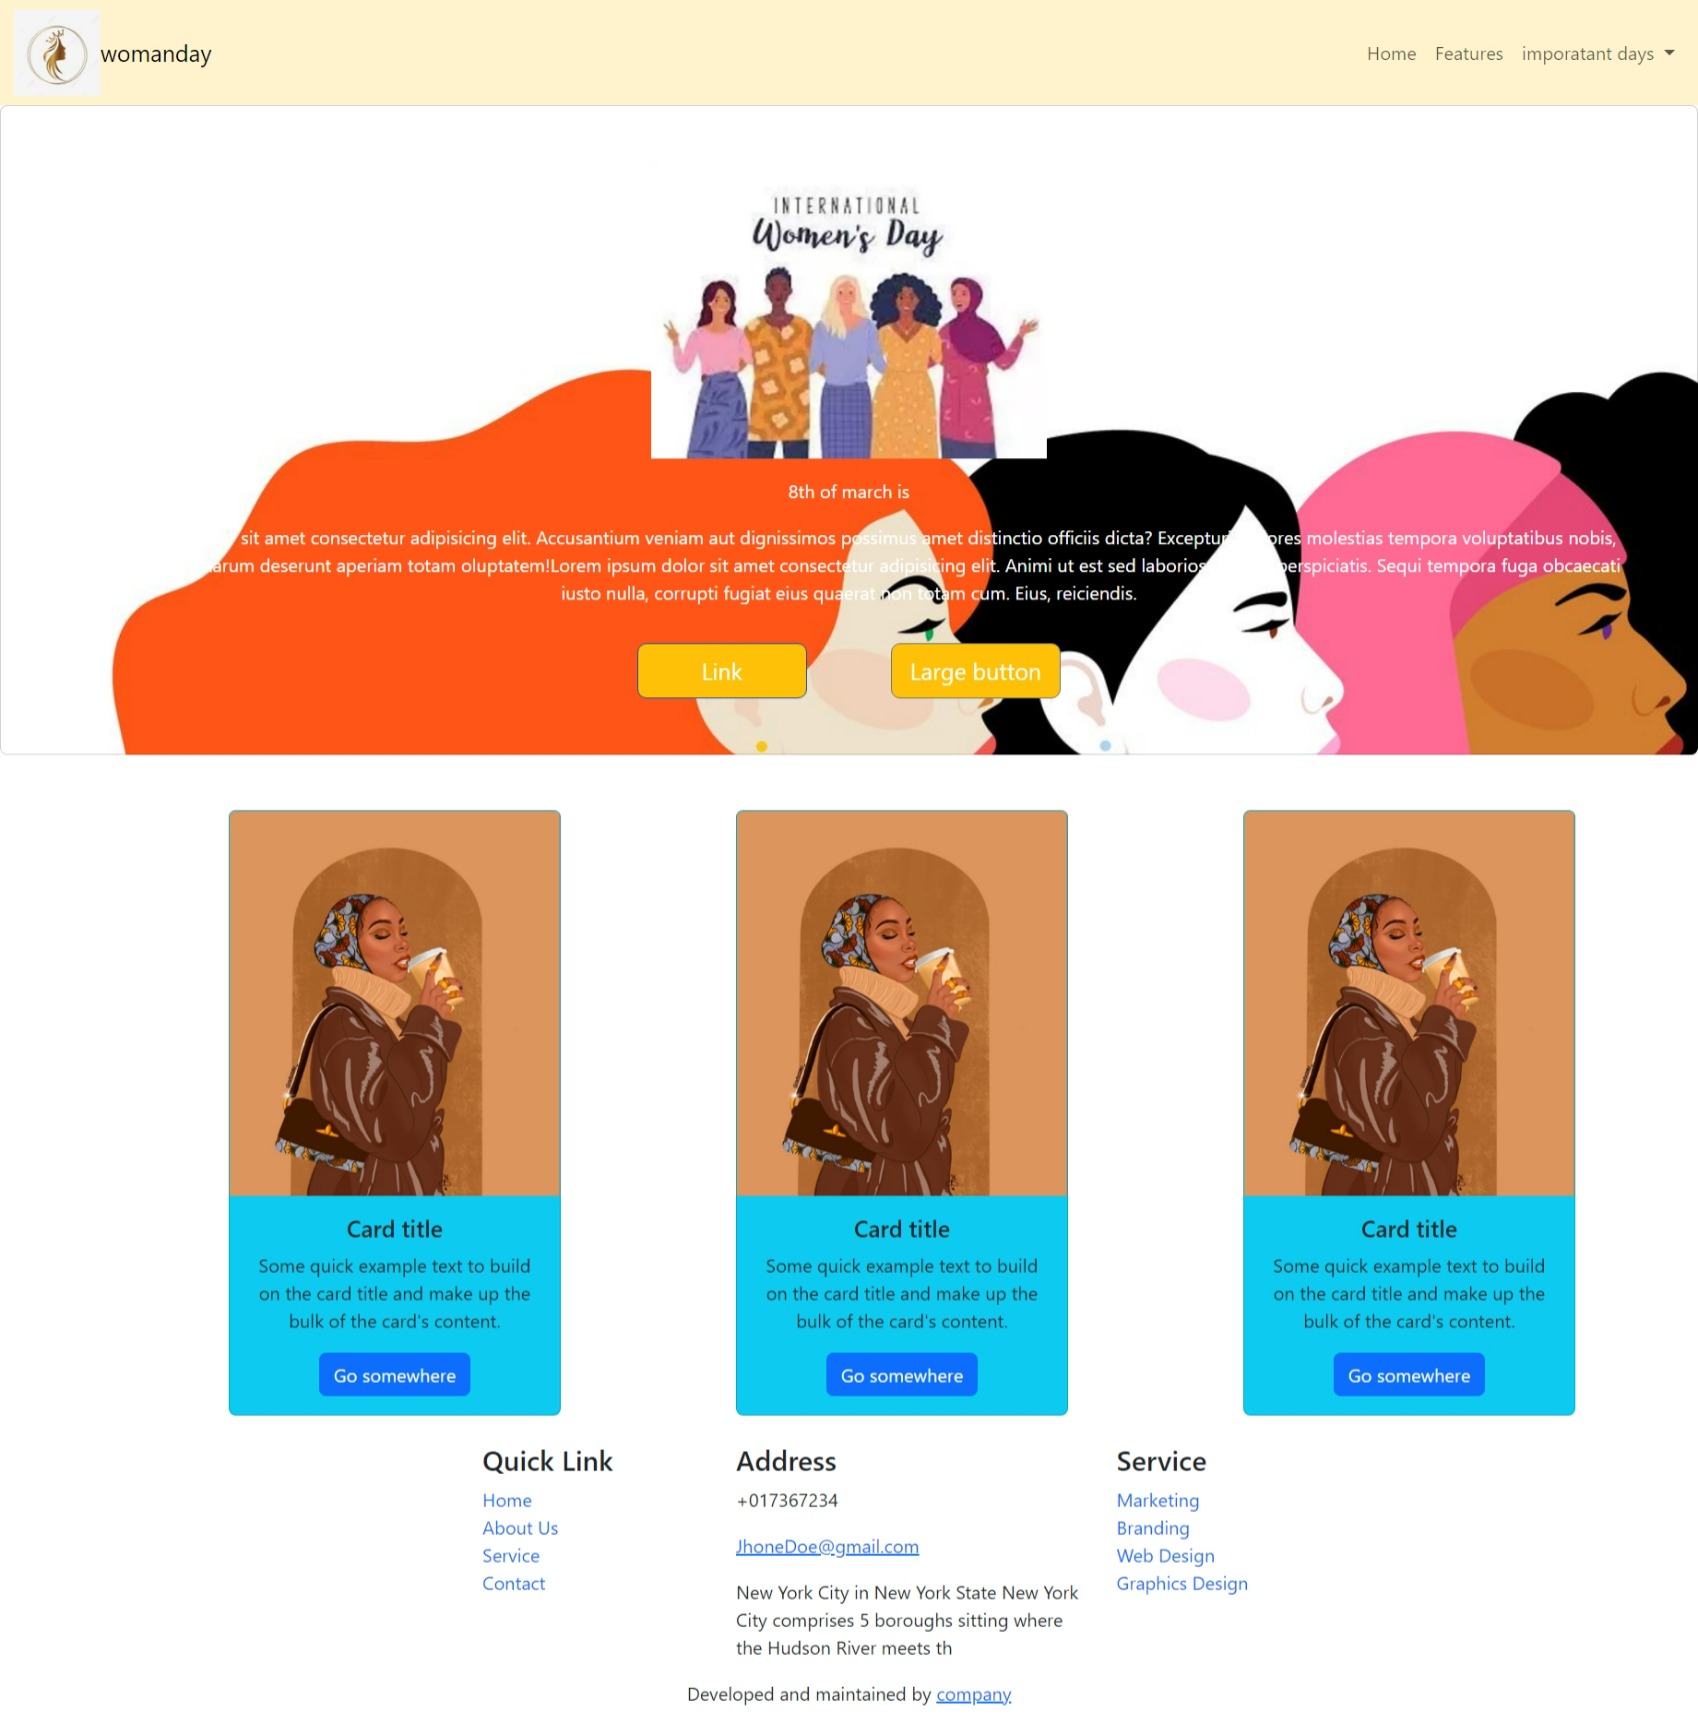 womanday
Home Features imporatant days
INTERNATIONAL
Women's Day
8th of march is
sit amet consectetur adipisicing elit. Accusantium veniam aut dignissimos possimus amet distinctio officiis dicta? molestias tempora voluptatibus nobis,
deserunt aperiam totam oluptatem!Lorem ipsum dolor sit amet consectetur adipisicing elit. Animi ut est sed perspiciatis. Sequi tempora fuga obcaecati
iusto nulla, corrupti fugiat eius quaerat non totam cum. Eius, reiciendis.
Link Large button
Card title
Some quick example text to build
on the card title and make up the
bulk of the card's content.
Go somewhere
Card title
Some quick example text to build
on the card title and make up the
bulk of the card's content.
Go somewhere
Card title
Some quick example text to build
on the card title and make up the
bulk of the card's content.
Go somewhere
Quick Link
Home
About Us
Service
Contact
Address
+017367234
JhoneDoe@gmail.com
New York City in New York State New York
City comprises 5 boroughs sitting where
the Hudson River meets th
Service
Marketing
Branding
Web Design
Graphics Design
Developed and maintained by company